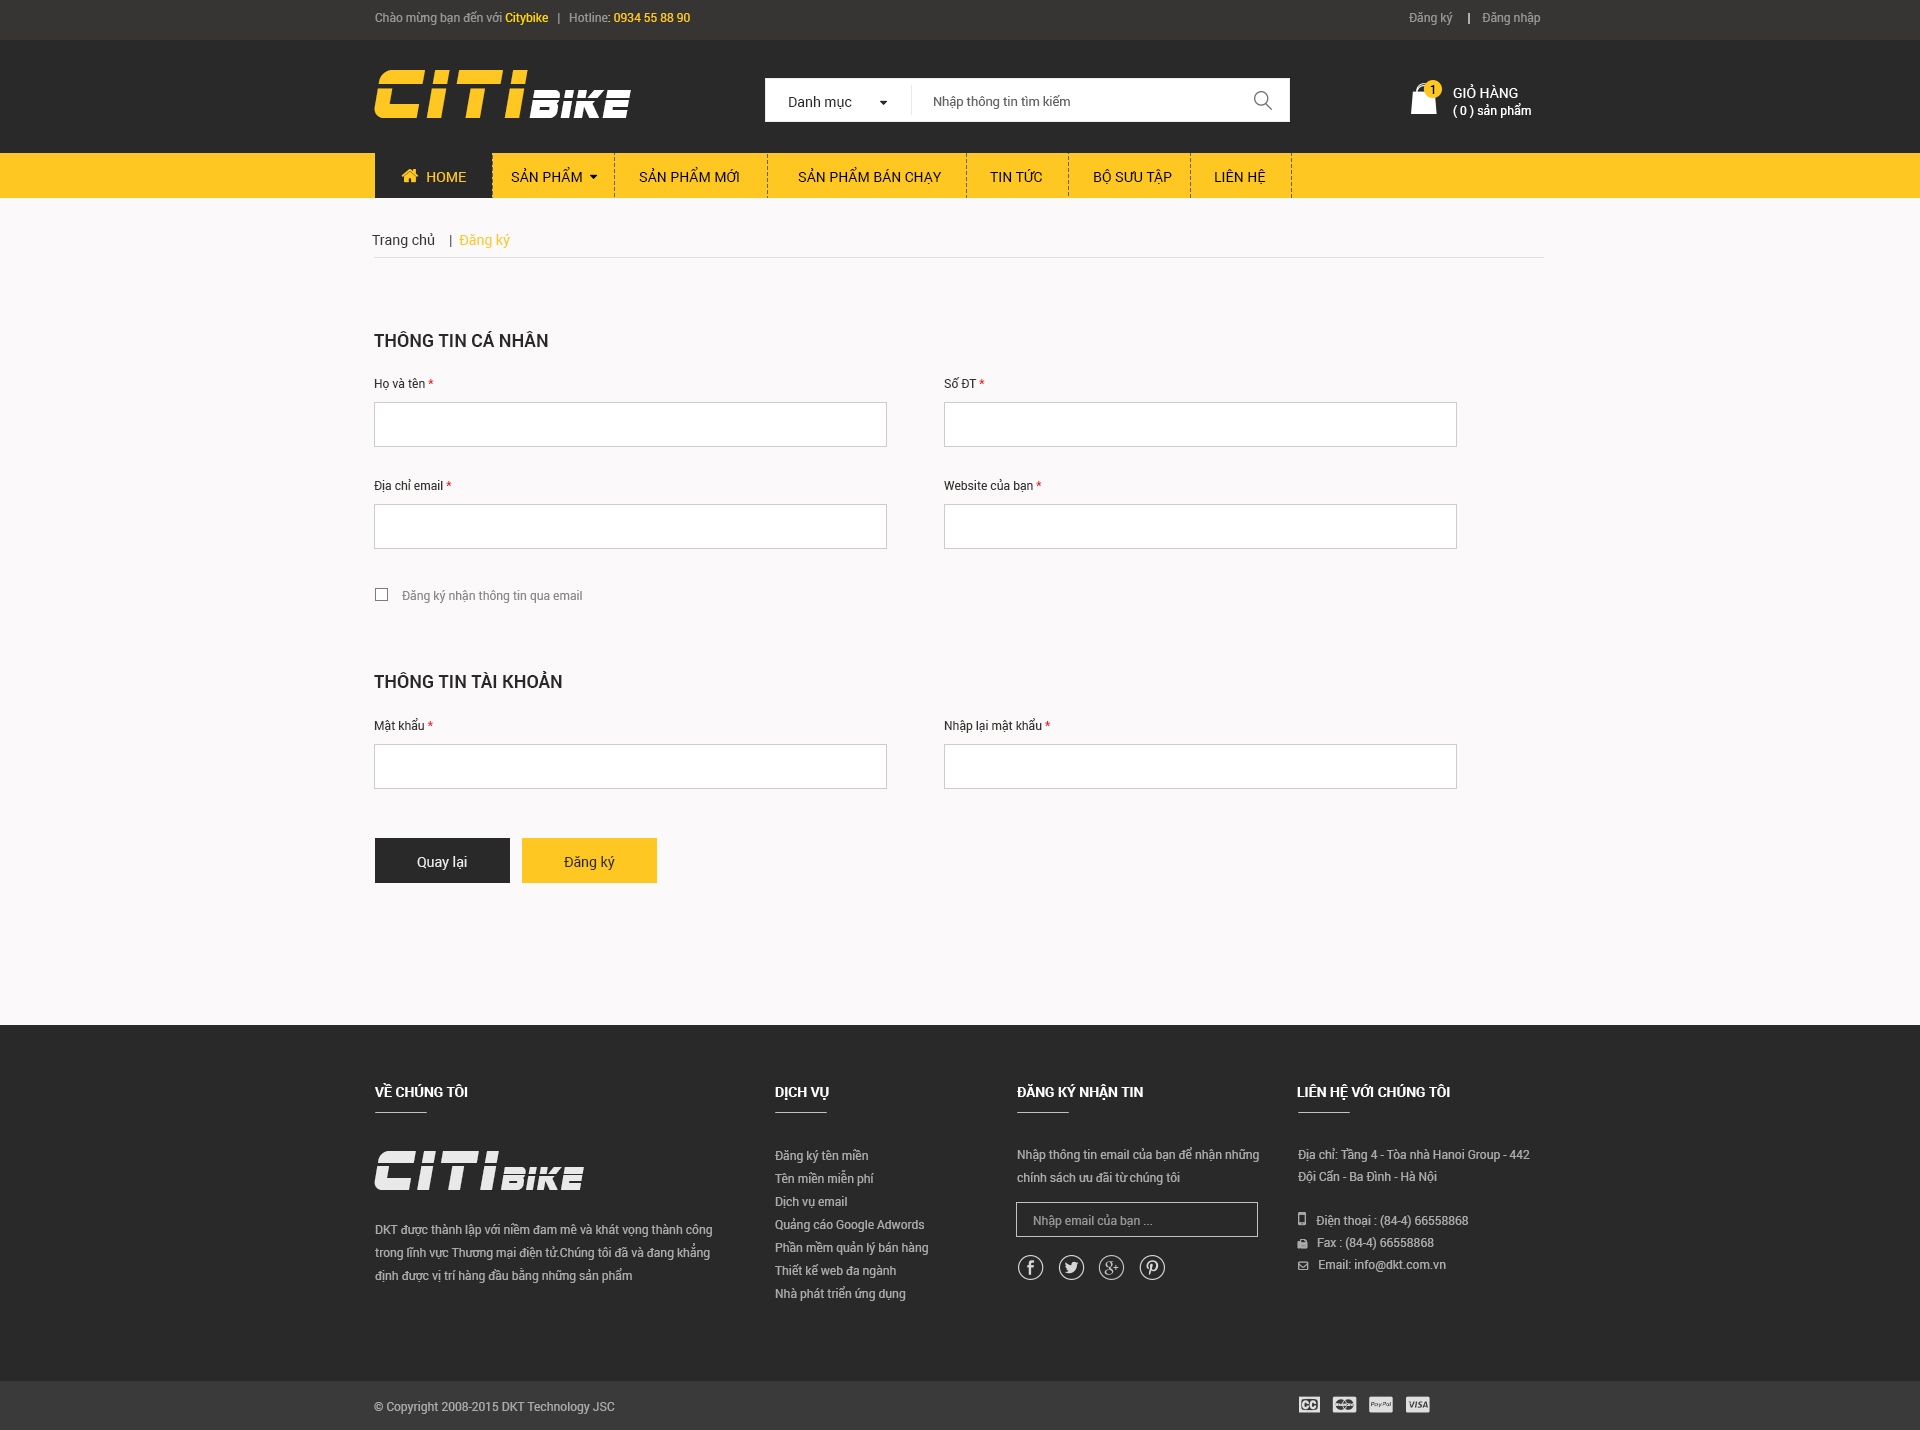 Chào mừng bạn đến với Citybike | Hotline: 0934 55 88 90
Đăng ký | Đăng nhập
CiTi BIKE
Danh mục
Nhập thông tin tìm kiếm
1
GIỎ HÀNG
( 0 ) sản phẩm
HOME
SẢN PHẨM
SẢN PHẨM MỚI
SẢN PHẨM BÁN CHẠY
TIN TỨC
BỘ SƯU TẬP
LIÊN HỆ
Trang chủ | Đăng ký
THÔNG TIN CÁ NHÂN
Họ và tên *
Số ĐT *
Địa chỉ email *
Website của bạn *
Đăng ký nhận thông tin qua email
THÔNG TIN TÀI KHOẢN
Mật khẩu *
Nhập lại mật khẩu *
Quay lại
Đăng ký
VỀ CHÚNG TÔI
CiTi BIKE
DKT được thành lập với niềm đam mê và khát vọng thành công
trong lĩnh vực Thương mại điện tử.Chúng tôi đã và đang khẳng
định được vị trí hàng đầu bằng những sản phẩm
DỊCH VỤ
Đăng ký tên miền
Tên miền miễn phí
Dịch vụ email
Quảng cáo Google Adwords
Phần mềm quản lý bán hàng
Thiết kế web đa ngành
Nhà phát triển ứng dụng
ĐĂNG KÝ NHẬN TIN
Nhập thông tin email của bạn để nhận những
chính sách ưu đãi từ chúng tôi
Nhập email của bạn ...
LIÊN HỆ VỚI CHÚNG TÔI
Địa chỉ: Tầng 4 - Tòa nhà Hanoi Group - 442
Đội Cấn - Ba Đình - Hà Nội
Điện thoại : (84-4) 66558868
Fax : (84-4) 66558868
Email: info@dkt.com.vn
© Copyright 2008-2015 DKT Technology JSC
CC
PayPal
VISA